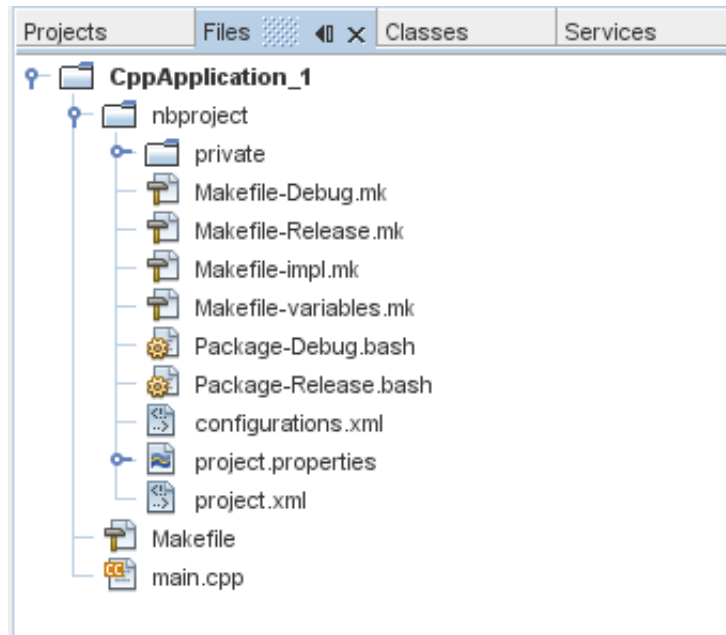 Projects Files Classes Services
CppApplication_1
nbproject
private
Makefile-Debug.mk
Makefile-Release.mk
Makefile-impl.mk
Makefile-variables.mk
Package-Debug.bash
Package-Release.bash
configurations.xml
project.properties
project.xml
Makefile
main.cpp